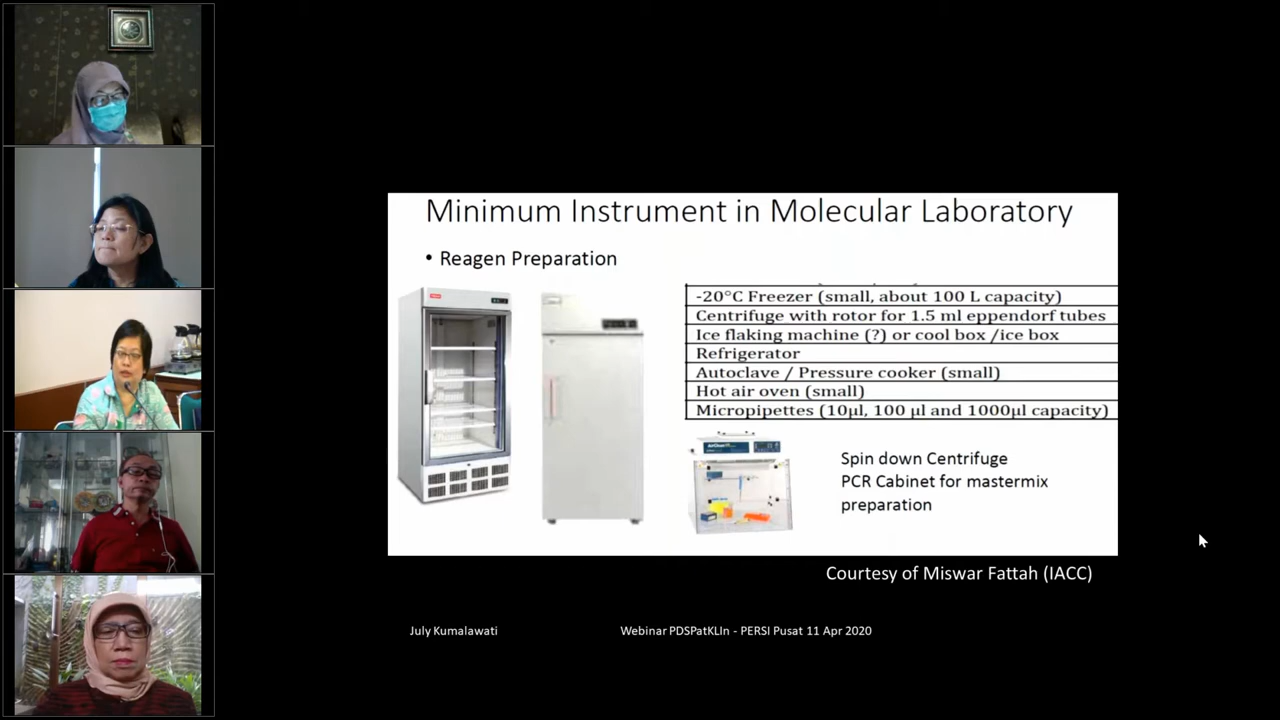 Minimum Instrument in Molecular Laboratory
• Reagen Preparation
-20°C Freezer (small, about 100 L capacity)
Centrifuge with rotor for 1.5 ml eppendorf tubes
Ice flaking machine (?) or cool box /ice box
Refrigerator
Autoclave / Pressure cooker (small)
Hot air oven (small)
Micropipettes (10µl, 100 µl and 1000µl capacity)
Spin down Centrifuge
PCR Cabinet for mastermix
preparation
Courtesy of Miswar Fattah (IACC)
July Kumalawati
Webinar PDSPatKLIn - PERSI Pusat 11 Apr 2020